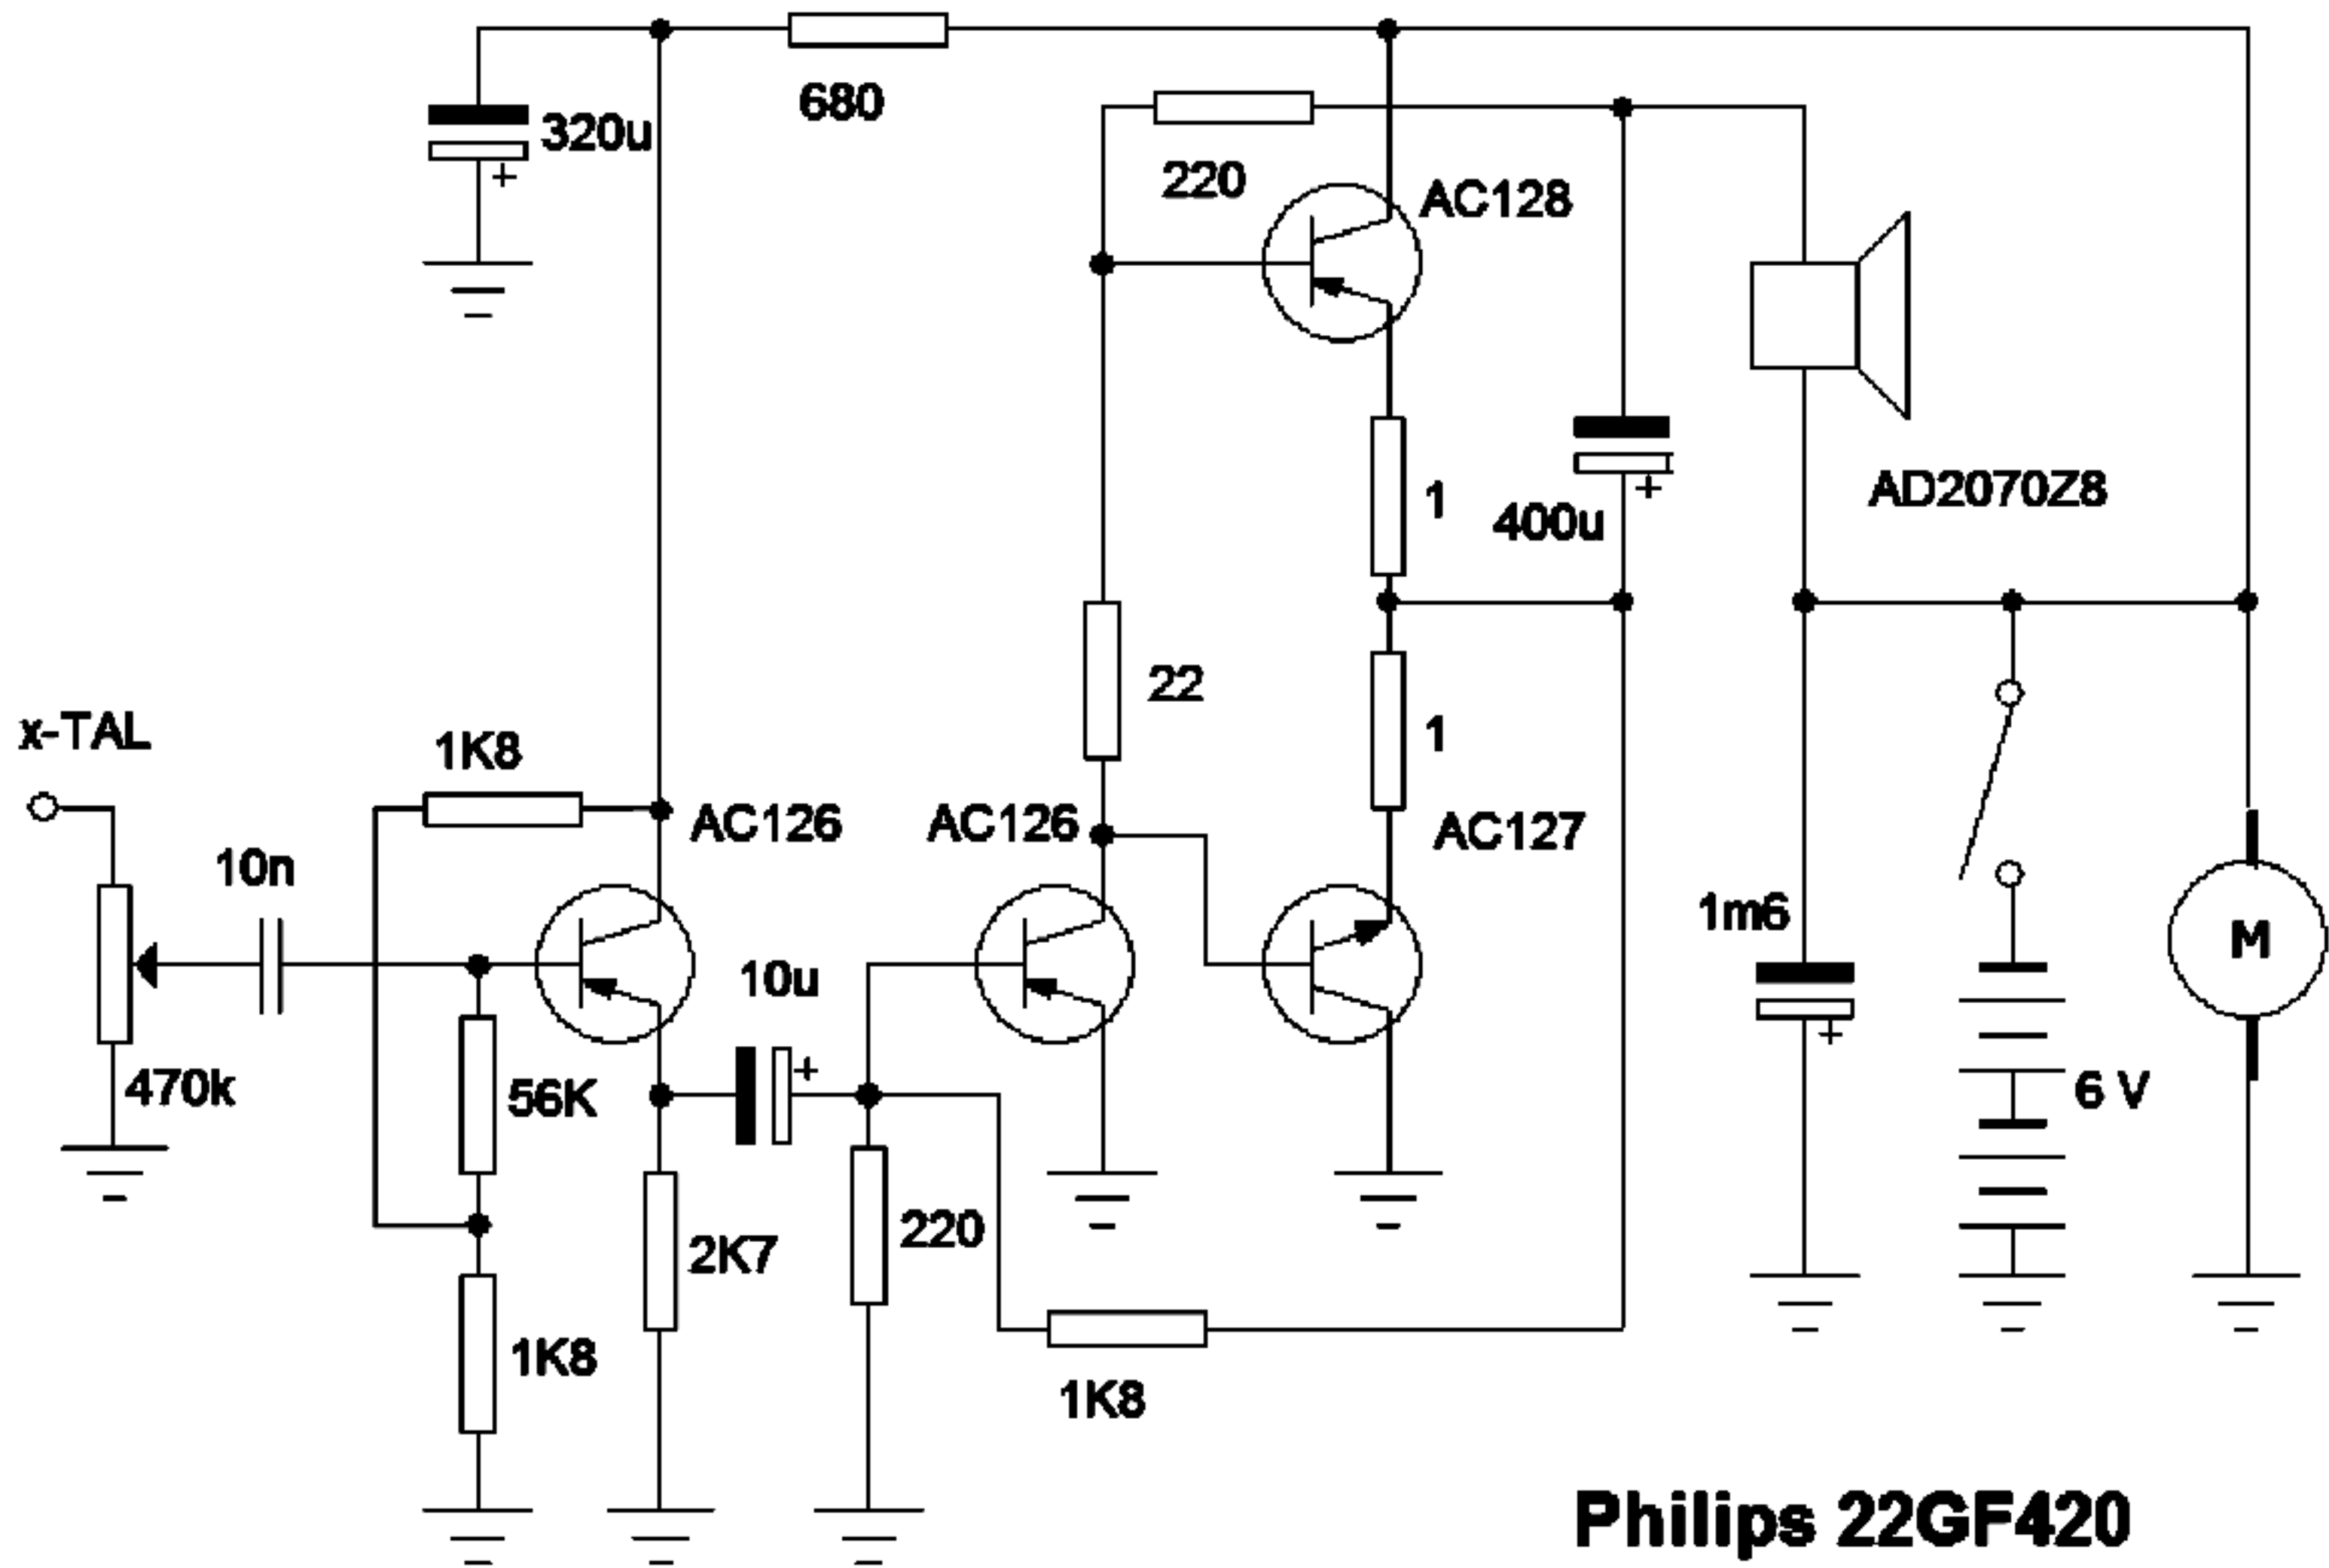 320u
+
680
220
AC128
1
400u
+
AD2070Z8
22
1
x-TAL
1K8
AC126
AC126
AC127
10n
10u
+
1m6
+
M
470k
56K
6 V
2K7
220
1K8
1K8
Philips 22GF420